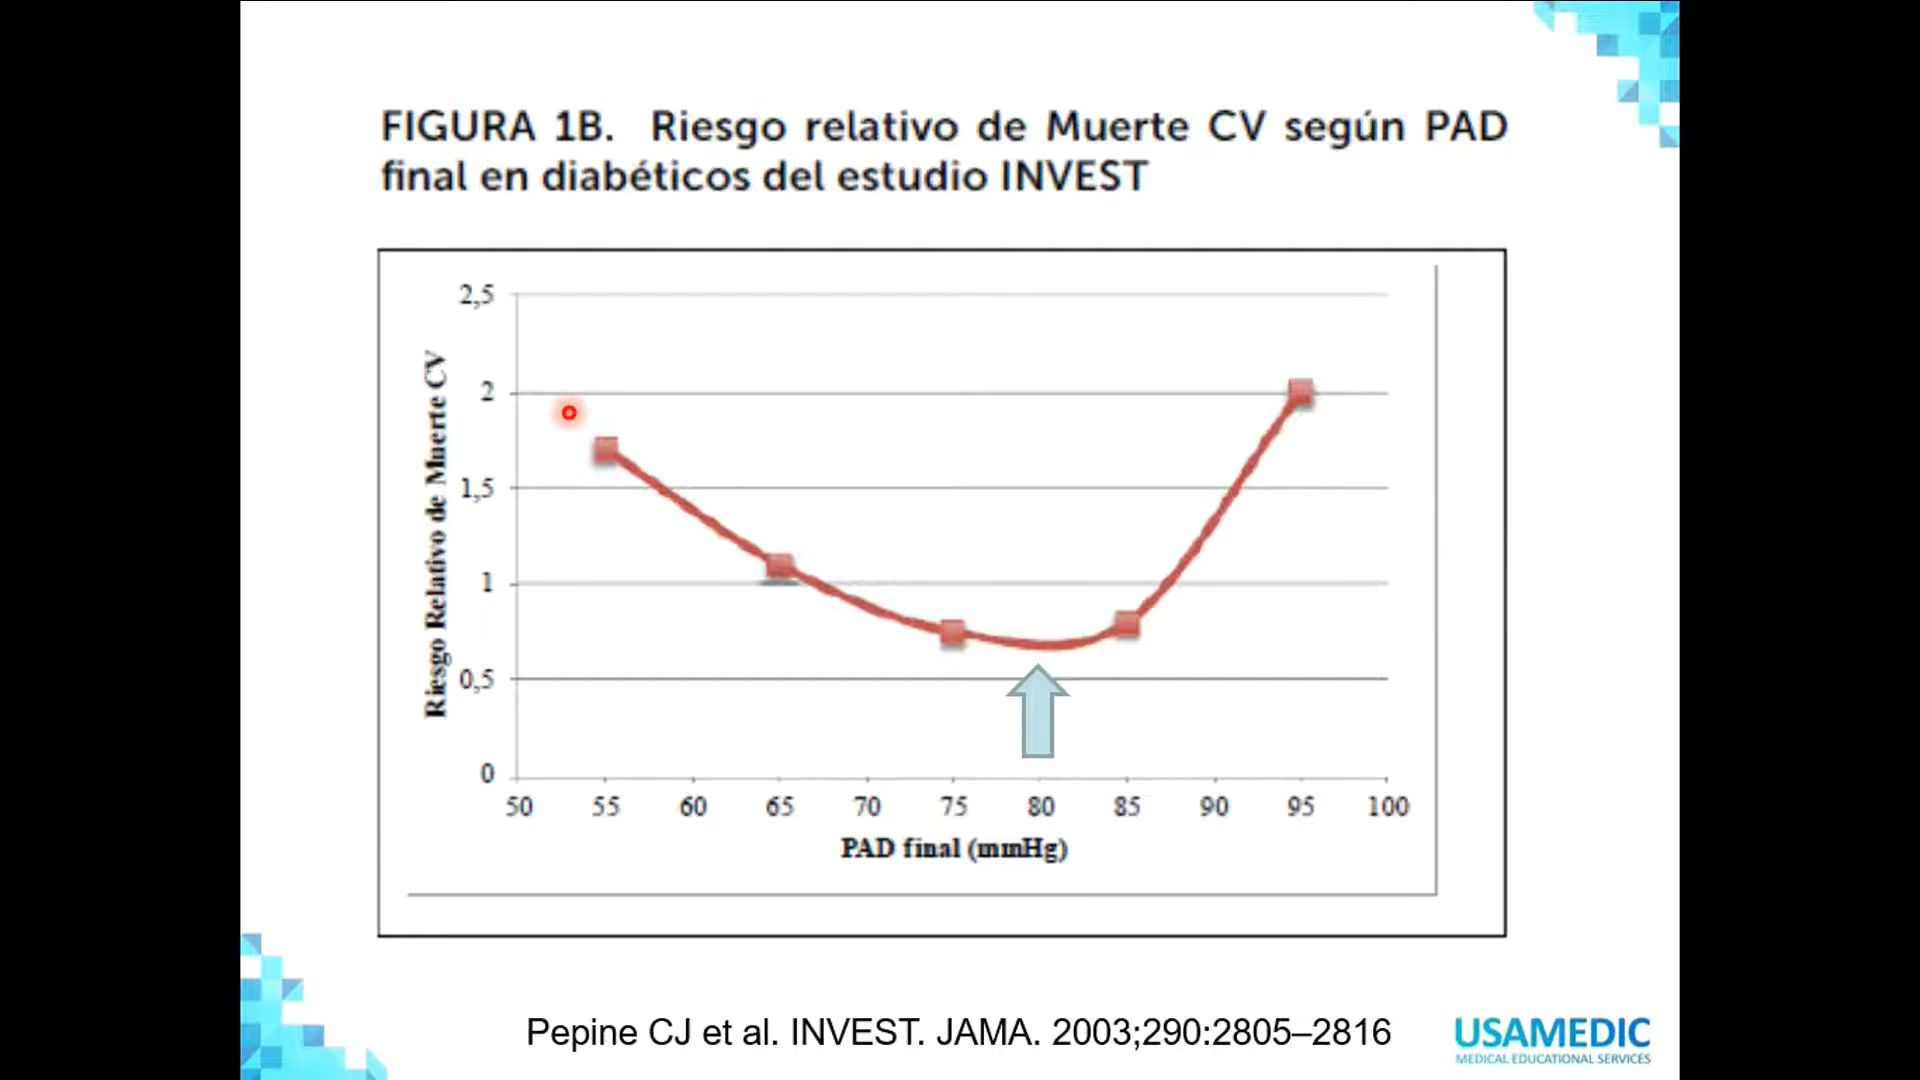 FIGURA 1B. Riesgo relativo de Muerte CV según PAD
final en diabéticos del estudio INVEST
Riesgo Relativo de Muerte CV
2,5
2
1,5
1
0,5
0
50 55 60 65 70 75 80 85 90 95 100
PAD final (mmHg)
Pepine CJ et al. INVEST. JAMA. 2003;290:2805–2816
USAMEDIC
MEDICAL EDUCATIONAL SERVICES